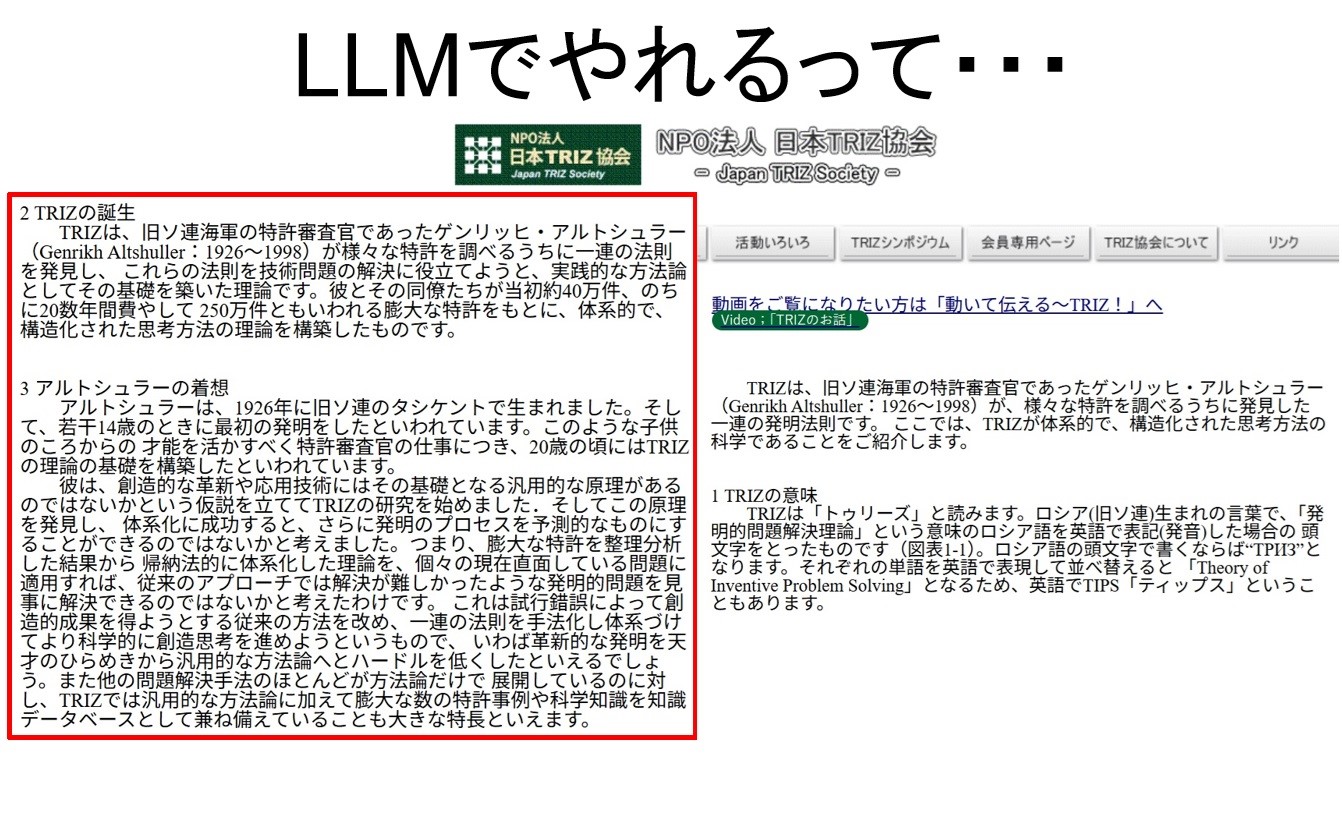 LLMでやれるって・・・
NPO法人
日本TRIZ協会
Japan TRIZ Society
NPO法人 日本TRIZ協会
- Japan TRIZ Society -
2 TRIZの誕生
TRIZは、旧ソ連海軍の特許審査官であったゲンリッヒ・アルトシュラー
（Genrikh Altshuller：1926～1998）が様々な特許を調べるうちに一連の法則
を発見し、 これらの法則を技術問題の解決に役立てようと、実践的な方法論
としてその基礎を築いた理論です。彼とその同僚たちが当初約40万件、のち
に20数年間費やして 250万件ともいわれる膨大な特許をもとに、体系的で、
構造化された思考方法の理論を構築したものです。
3 アルトシュラーの着想
アルトシュラーは、1926年に旧ソ連のタシケントで生まれました。そし
て、若干14歳のときに最初の発明をしたといわれています。このような子供
のころからの 才能を活かすべく特許審査官の仕事につき、20歳の頃にはTRIZ
の理論の基礎を構築したといわれています。
彼は、創造的な革新や応用技術にはその基礎となる汎用的な原理がある
のではないかという仮説を立ててTRIZの研究を始めました．そしてこの原理
を発見し、 体系化に成功すると、さらに発明のプロセスを予測的なものにす
ることができるのではないかと考えました。つまり、膨大な特許を整理分析
した結果から 帰納法的に体系化した理論を、個々の現在直面している問題に
適用すれば、従来のアプローチでは解決が難しかったような発明的問題を見
事に解決できるのではないかと考えたわけです。 これは試行錯誤によって創
造的成果を得ようとする従来の方法を改め、一連の法則を手法化し体系づけ
てより科学的に創造思考を進めようというもので、 いわば革新的な発明を天
才のひらめきから汎用的な方法論へとハードルを低くしたといえるでしょ
う。また他の問題解決手法のほとんどが方法論だけで 展開しているのに対
し、TRIZでは汎用的な方法論に加えて膨大な数の特許事例や科学知識を知識
データベースとして兼ね備えていることも大きな特長といえます。
活動いろいろ
TRIZシンポジウム
会員専用ページ
TRIZ協会について
リンク
動画をご覧になりたい方は「動いて伝える～TRIZ！」へ
Video ;「TRIZのお話」
TRIZは、旧ソ連海軍の特許審査官であったゲンリッヒ・アルトシュラー
（Genrikh Altshuller：1926～1998）が、様々な特許を調べるうちに発見した
一連の発明法則です。 ここでは、TRIZが体系的で、構造化された思考方法の
科学であることをご紹介します。
1 TRIZの意味
TRIZは「トゥリーズ」と読みます。ロシア(旧ソ連)生まれの言葉で、「発
明的問題解決理論」という意味のロシア語を英語で表記(発音)した場合の 頭
文字をとったものです（図表1-1）。ロシア語の頭文字で書くならば“ТРИЗ”と
なります。それぞれの単語を英語で表現して並べ替えると 「Theory of
Inventive Problem Solving」となるため、英語でTIPS「ティップス」というこ
ともあります。